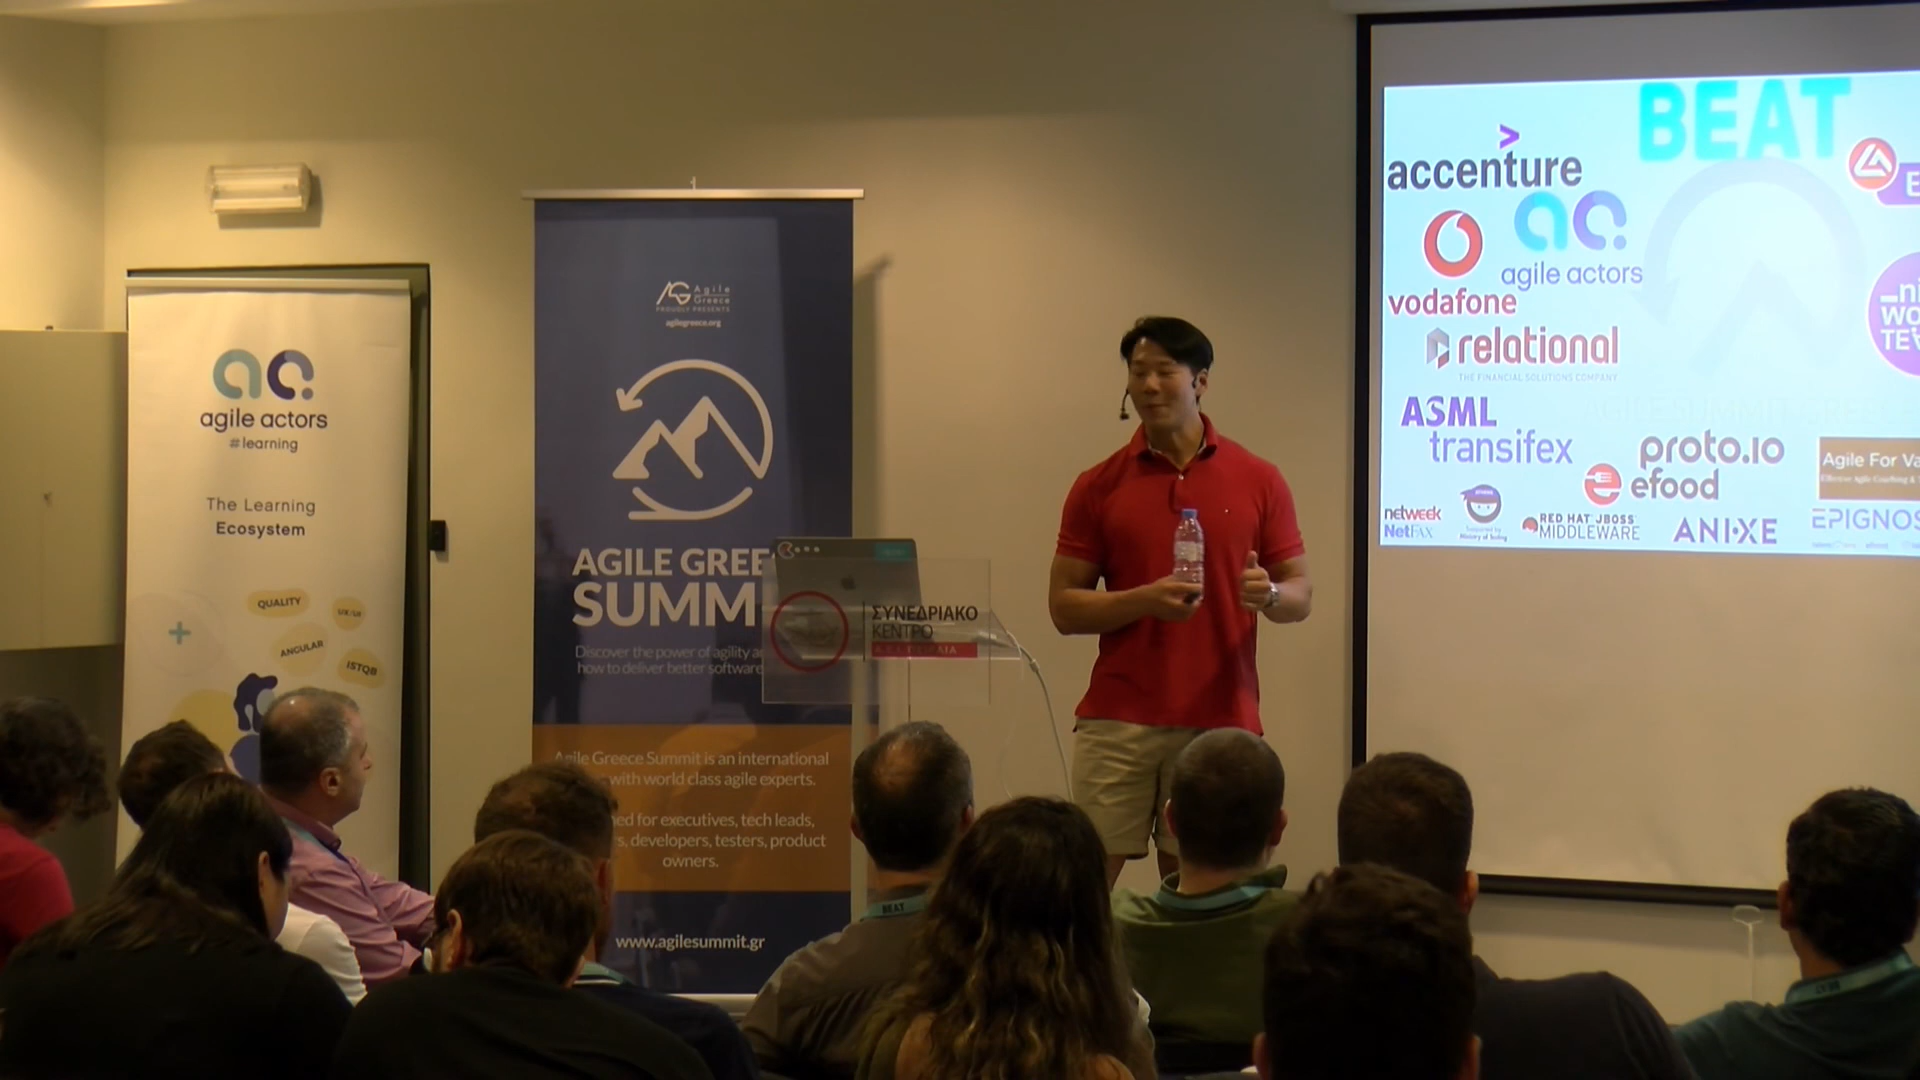 agile actors
#learning
The Learning
Ecosystem
QUALITY
UX/UI
ANGULAR
ISTQB
Agile
Greece
PROUDLY PRESENTS
agilegreece.org
AGILE GREE
SUMM
Discover the power of agility a
how to deliver better software
Agile Greece Summit is an international
with world class agile experts.
ed for executives, tech leads,
s, developers, testers, product
owners.
www.agilesummit.gr
ΣΥΝΕΔΡΙΑΚΟ
ΚΕΝΤΡΟ
BEAT
accenture
agile actors
vodafone
relational
THE FINANCIAL SOLUTIONS COMPANY
ASML
transifex
proto.io
efood
Agile For Va
netweek
NetFAX
RED HAT JBOSS
MIDDLEWARE
ANIXE
EPIGNOS
BEAT